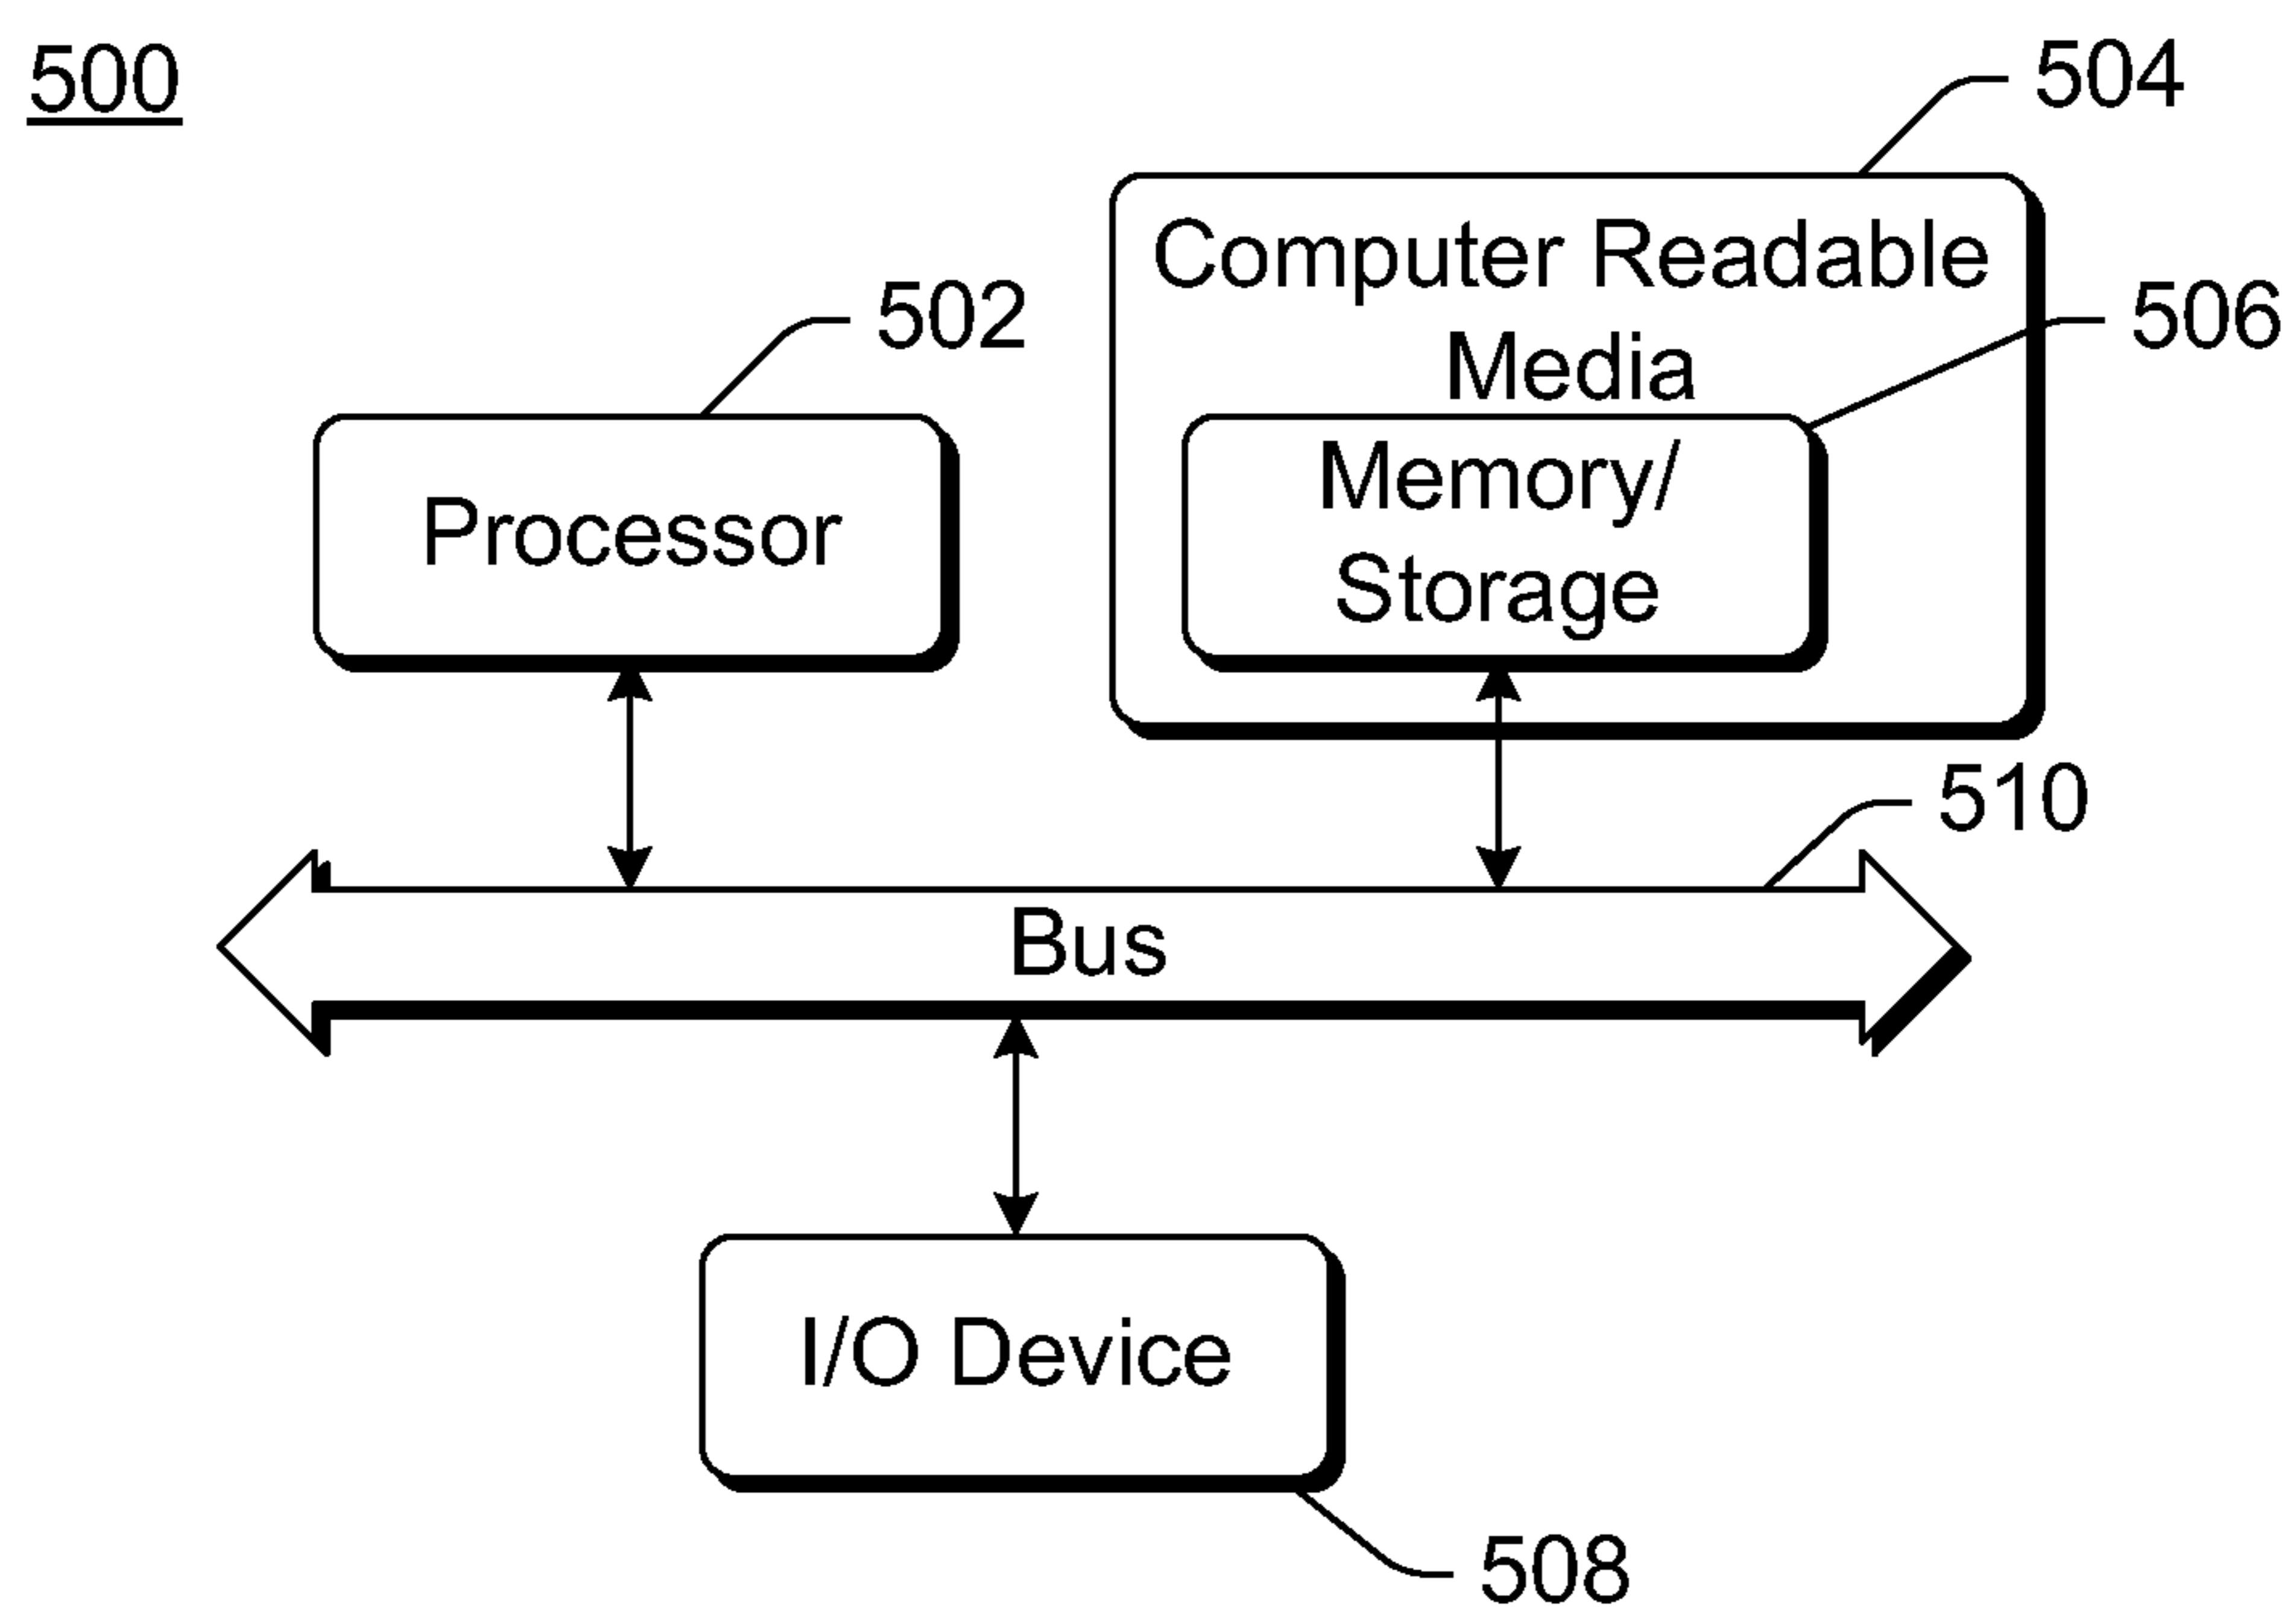 500
504
Computer Readable
Media
502
506
Processor
Memory/
Storage
510
Bus
I/O Device
508